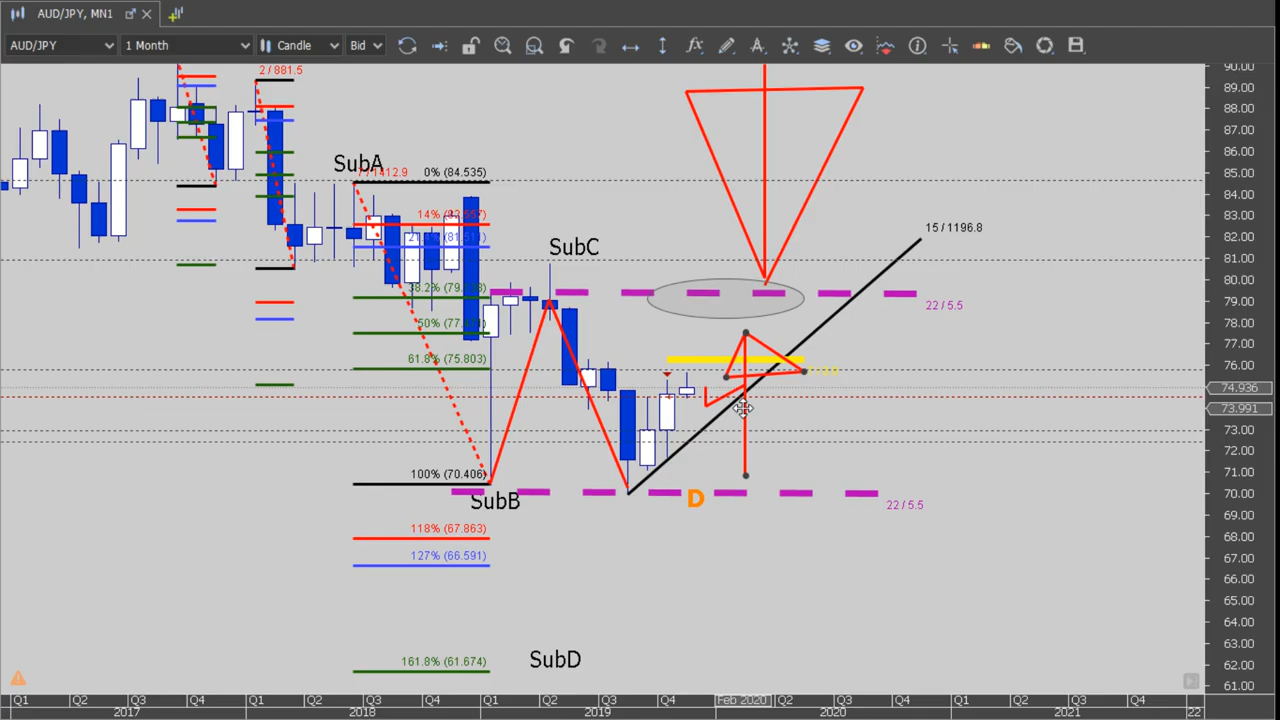 AUD/JPY, MN1
AUD/JPY 1 Month Candle Bid
2 / 881.5
SubA
0% (84.535)
14%
SubC
15 / 1196.8
22 / 5.5
50%
61.8% (75.803)
100% (70.406)
SubB
D
22 / 5.5
118% (67.863)
127% (66.591)
161.8% (61.674)
SubD
90.00
89.00
88.00
87.00
86.00
85.00
84.00
83.00
82.00
81.00
80.00
79.00
78.00
77.00
76.00
74.936
73.991
73.00
72.00
71.00
70.00
69.00
68.00
67.00
66.00
65.00
64.00
63.00
62.00
61.00
Q1 Q2 Q3 Q4 Q1 Q2 Q3 Q4 Q1 Q2 Q3 Q4 Feb 2020 Q2 Q3 Q4 Q1 Q2 Q3 Q4
2017 2018 2019 2020 2021 22